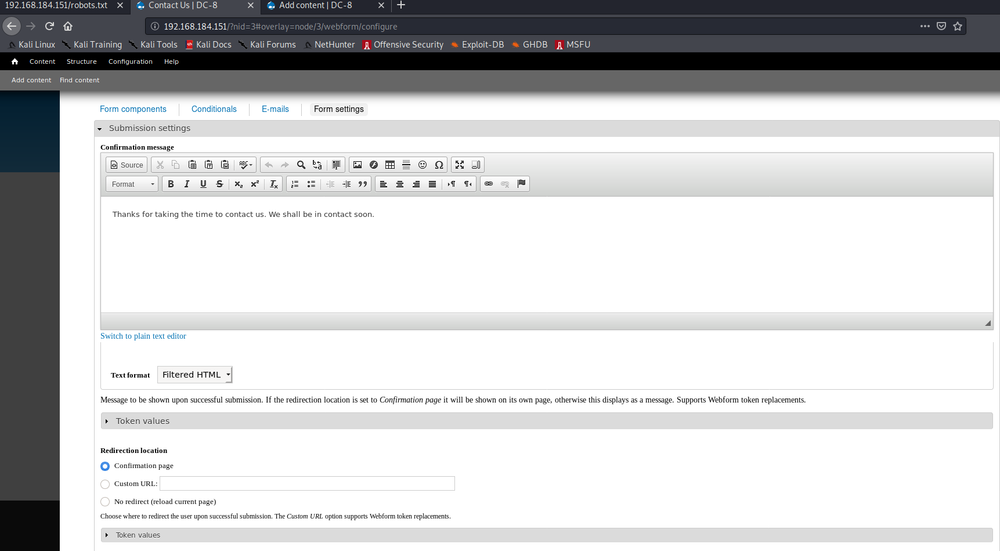 192.168.184.151/robots.txt Contact Us | DC-8 Add content | DC-8
192.168.184.151/?nid=3#overlay=node/3/webform/configure
Kali Linux Kali Training Kali Tools Kali Docs Kali Forums NetHunter Offensive Security Exploit-DB GHDB MSFU
Content Structure Configuration Help
Add content Find content
Form components Conditionals E-mails Form settings
Submission settings
Confirmation message
Source ABC
Format B I U S x₂ x² Tx
Thanks for taking the time to contact us. We shall be in contact soon.
Switch to plain text editor
Text format Filtered HTML
Message to be shown upon successful submission. If the redirection location is set to Confirmation page it will be shown on its own page, otherwise this displays as a message. Supports Webform token replacements.
Token values
Redirection location
Confirmation page
Custom URL:
No redirect (reload current page)
Choose where to redirect the user upon successful submission. The Custom URL option supports Webform token replacements.
Token values